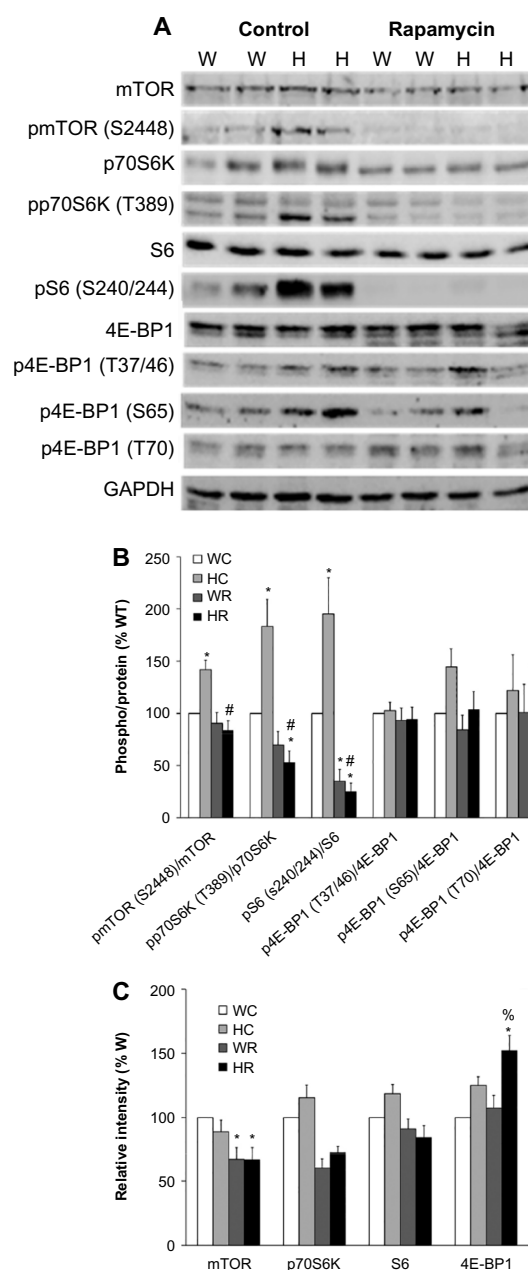 A
Control Rapamycin
W W H H W W H H
mTOR
pmTOR (S2448)
p70S6K
pp70S6K (T389)
S6
pS6 (S240/244)
4E-BP1
p4E-BP1 (T37/46)
p4E-BP1 (S65)
p4E-BP1 (T70)
GAPDH
B
Phospho/protein (% WT)
250
200
150
100
50
0
WC
HC
WR
HR
*
*
*
#
#
*
*
#
*
pmTOR (S2448)/mTOR
pp70S6K (T389)/p70S6K
pS6 (s240/244)/S6
p4E-BP1 (T37/46)/4E-BP1
p4E-BP1 (S65)/4E-BP1
p4E-BP1 (T70)/4E-BP1
C
Relative intensity (% W)
200
150
100
50
0
WC
HC
WR
HR
* *
%
*
mTOR p70S6K S6 4E-BP1